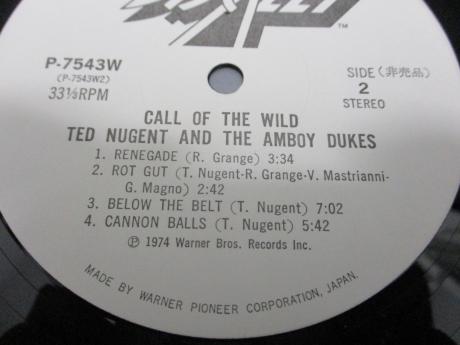 TM
P-7543W
(P-7543W2)
33⅓RPM
SIDE (非売品)
2
STEREO
CALL OF THE WILD
TED NUGENT AND THE AMBOY DUKES
1. RENEGADE (R. Grange) 3:34
2. ROT GUT (T. Nugent-R. Grange-V. Mastrianni-
G. Magno) 2:42
3. BELOW THE BELT (T. Nugent) 7:02
4. CANNON BALLS (T. Nugent) 5:42
℗ 1974 Warner Bros. Records Inc.
MADE BY WARNER PIONEER CORPORATION, JAPAN.